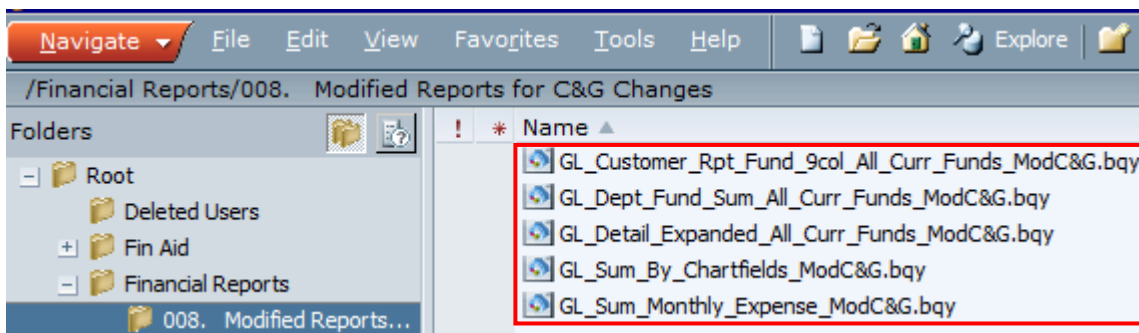 Navigate File Edit View Favorites Tools Help Explore
/Financial Reports/008. Modified Reports for C&G Changes
Folders
! * Name
Root
Deleted Users
Fin Aid
Financial Reports
008. Modified Reports...
GL_Customer_Rpt_Fund_9col_All_Curr_Funds_ModC&G.bqy
GL_Dept_Fund_Sum_All_Curr_Funds_ModC&G.bqy
GL_Detail_Expanded_All_Curr_Funds_ModC&G.bqy
GL_Sum_By_Chartfields_ModC&G.bqy
GL_Sum_Monthly_Expense_ModC&G.bqy